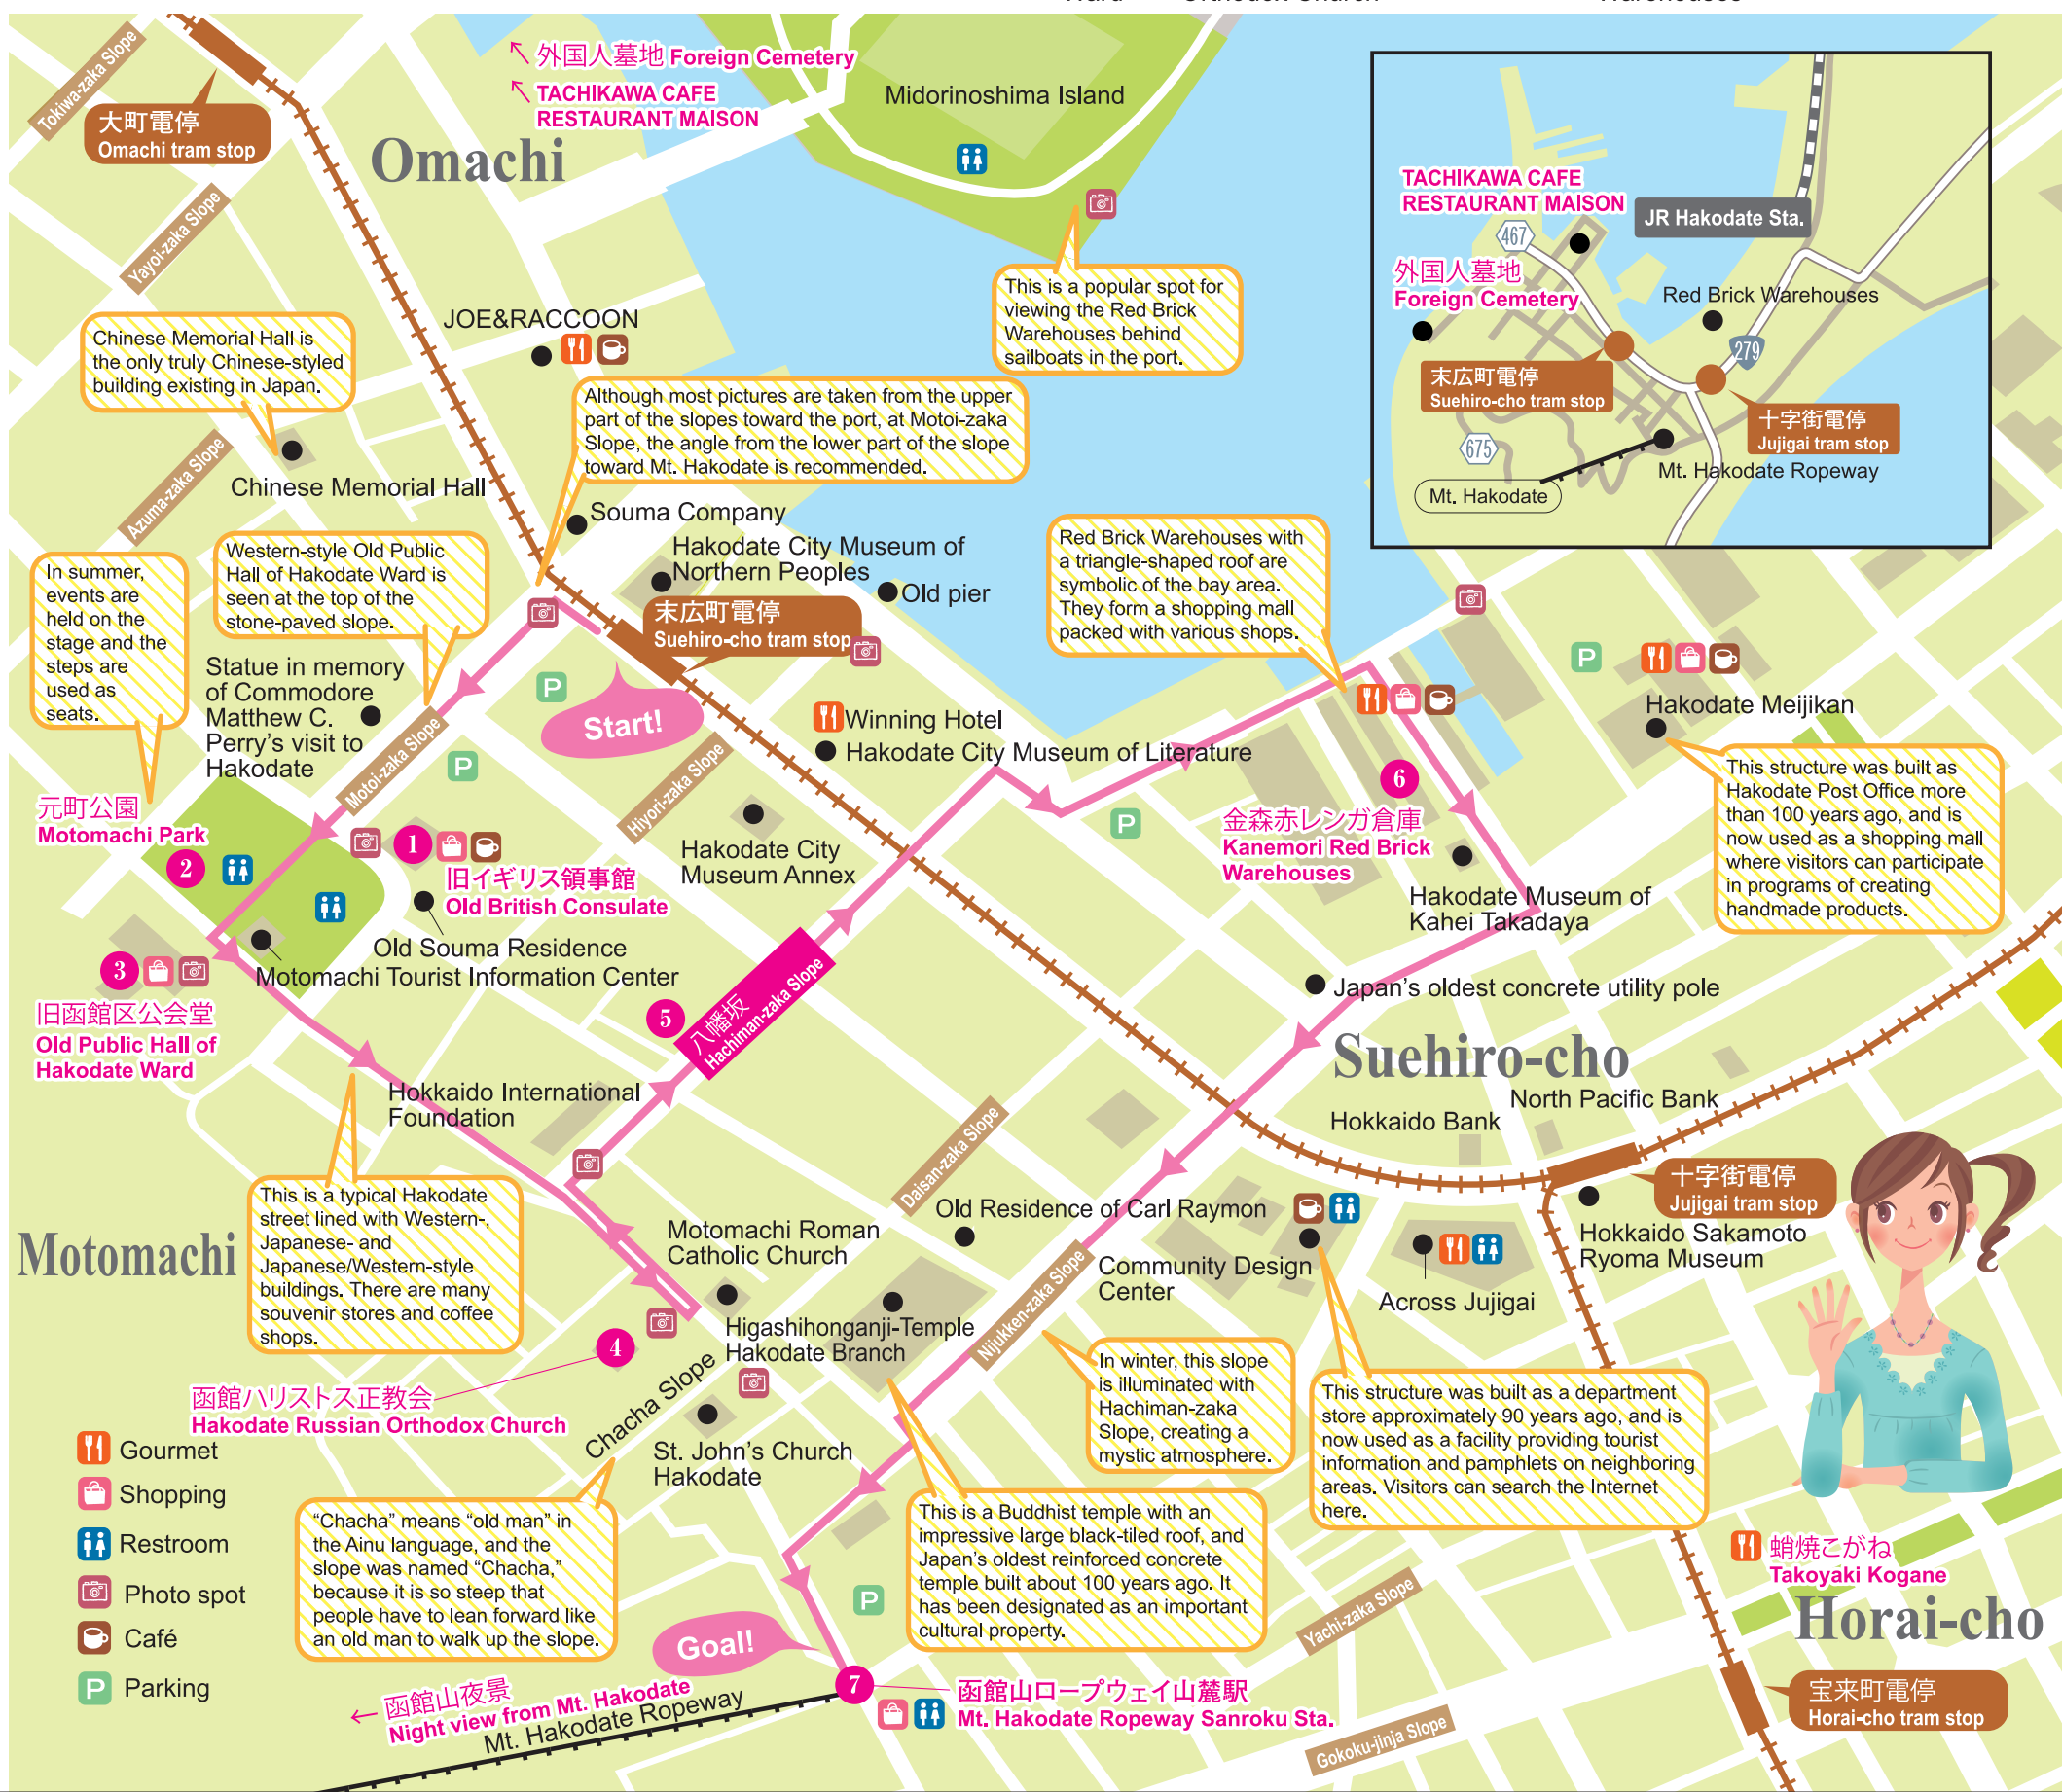 Tokiwa-zaka Slope
大町電停
Omachi tram stop
Omachi
↖ 外国人墓地 Foreign Cemetery
↖ TACHIKAWA CAFE
RESTAURANT MAISON
Midorinoshima Island
Yayoi-zaka Slope
TACHIKAWA CAFE
RESTAURANT MAISON
JR Hakodate Sta.
467
外国人墓地
Foreign Cemetery
Red Brick Warehouses
279
末広町電停
Suehiro-cho tram stop
十字街電停
Jujigai tram stop
675
Mt. Hakodate Ropeway
Mt. Hakodate
This is a popular spot for
viewing the Red Brick
Warehouses behind
sailboats in the port.
JOE&RACCOON
Chinese Memorial Hall is
the only truly Chinese-styled
building existing in Japan.
Although most pictures are taken from the upper
part of the slopes toward the port, at Motoi-zaka
Slope, the angle from the lower part of the slope
toward Mt. Hakodate is recommended.
Azuma-zaka Slope
Chinese Memorial Hall
Souma Company
Hakodate City Museum of
Northern Peoples
Old pier
In summer,
events are
held on the
stage and the
steps are
used as
seats.
Western-style Old Public
Hall of Hakodate Ward is
seen at the top of the
stone-paved slope.
末広町電停
Suehiro-cho tram stop
Red Brick Warehouses with
a triangle-shaped roof are
symbolic of the bay area.
They form a shopping mall
packed with various shops.
Statue in memory
of Commodore
Matthew C.
Perry's visit to
Hakodate
P
Start!
P
Motoi-zaka Slope
Hiyori-zaka Slope
Winning Hotel
Hakodate City Museum of Literature
P
Hakodate Meijikan
This structure was built as
Hakodate Post Office more
than 100 years ago, and is
now used as a shopping mall
where visitors can participate
in programs of creating
handmade products.
元町公園
Motomachi Park
2
1
旧イギリス領事館
Old British Consulate
Hakodate City
Museum Annex
P
6
金森赤レンガ倉庫
Kanemori Red Brick
Warehouses
Hakodate Museum of
Kahei Takadaya
Old Souma Residence
Motomachi Tourist Information Center
3
旧函館区公会堂
Old Public Hall of
Hakodate Ward
5
八幡坂
Hachiman-zaka Slope
Japan's oldest concrete utility pole
Suehiro-cho
Hokkaido International
Foundation
North Pacific Bank
Hokkaido Bank
Daisan-zaka Slope
十字街電停
Jujigai tram stop
This is a typical Hakodate
street lined with Western-,
Japanese- and
Japanese/Western-style
buildings. There are many
souvenir stores and coffee
shops.
Motomachi
Motomachi Roman
Catholic Church
Old Residence of Carl Raymon
Community Design
Center
Hokkaido Sakamoto
Ryoma Museum
Across Jujigai
Higashihonganji-Temple
Hakodate Branch
Nijukken-zaka Slope
4
函館ハリストス正教会
Hakodate Russian Orthodox Church
Chacha Slope
St. John's Church
Hakodate
In winter, this slope
is illuminated with
Hachiman-zaka
Slope, creating a
mystic atmosphere.
This structure was built as a department
store approximately 90 years ago, and is
now used as a facility providing tourist
information and pamphlets on neighboring
areas. Visitors can search the Internet
here.
Gourmet
Shopping
Restroom
Photo spot
Café
P Parking
"Chacha" means "old man" in
the Ainu language, and the
slope was named "Chacha,"
because it is so steep that
people have to lean forward like
an old man to walk up the slope.
This is a Buddhist temple with an
impressive large black-tiled roof, and
Japan's oldest reinforced concrete
temple built about 100 years ago. It
has been designated as an important
cultural property.
P
Goal!
蛸焼こがね
Takoyaki Kogane
Horai-cho
Yachi-zaka Slope
7
函館山ロープウェイ山麓駅
Mt. Hakodate Ropeway Sanroku Sta.
← 函館山夜景
Night view from Mt. Hakodate
Mt. Hakodate Ropeway
Gokoku-jinja Slope
宝来町電停
Horai-cho tram stop